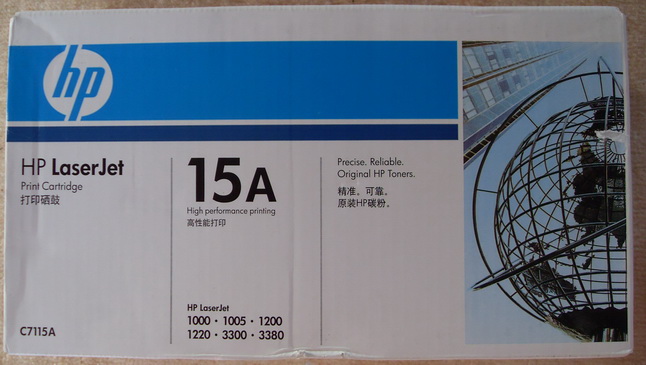 hp
HP LaserJet
Print Cartridge
打印硒鼓
C7115A
15A
High performance printing
高性能打印
HP LaserJet
1000 · 1005 · 1200
1220 · 3300 · 3380
Precise. Reliable.
Original HP Toners.
精准。可靠。
原装HP碳粉。